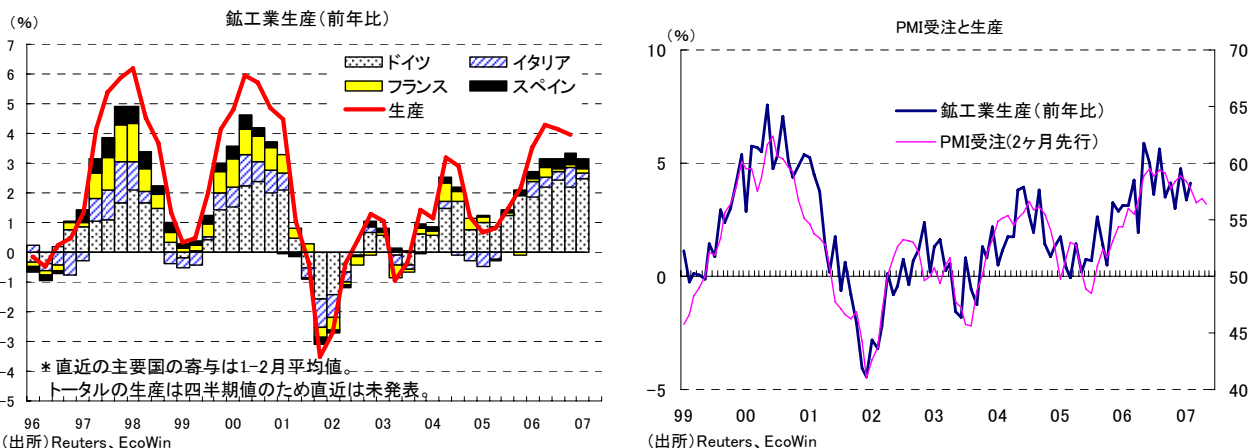 鉱工業生産(前年比)
(%)
7
6
5
4
3
2
1
0
-1
-2
-3
-4
-5
ドイツ イタリア
フランス スペイン
生産
*直近の主要国の寄与は1-2月平均値。
トータルの生産は四半期値のため直近は未発表。
96 97 98 99 00 01 02 03 04 05 06 07
(出所)Reuters、EcoWin
PMI受注と生産
(%)
10
5
0
-5
70
65
60
55
50
45
40
鉱工業生産(前年比)
PMI受注(2ヶ月先行)
99 00 01 02 03 04 05 06 07
(出所)Reuters、EcoWin